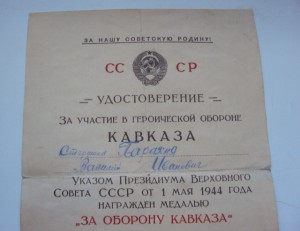 ЗА НАШУ СОВЕТСКУЮ РОДИНУ!
СС СР
УДОСТОВЕРЕНИЕ
ЗА УЧАСТИЕ В ГЕРОИЧЕСКОЙ ОБОРОНЕ
КАВКАЗА
Иванович
УКАЗОМ ПРЕЗИДИУМА ВЕРХОВНОГО
СОВЕТА СССР ОТ 1 МАЯ 1944 ГОДА
НАГРАЖДЕН МЕДАЛЬЮ
"ЗА ОБОРОНУ КАВКАЗА"